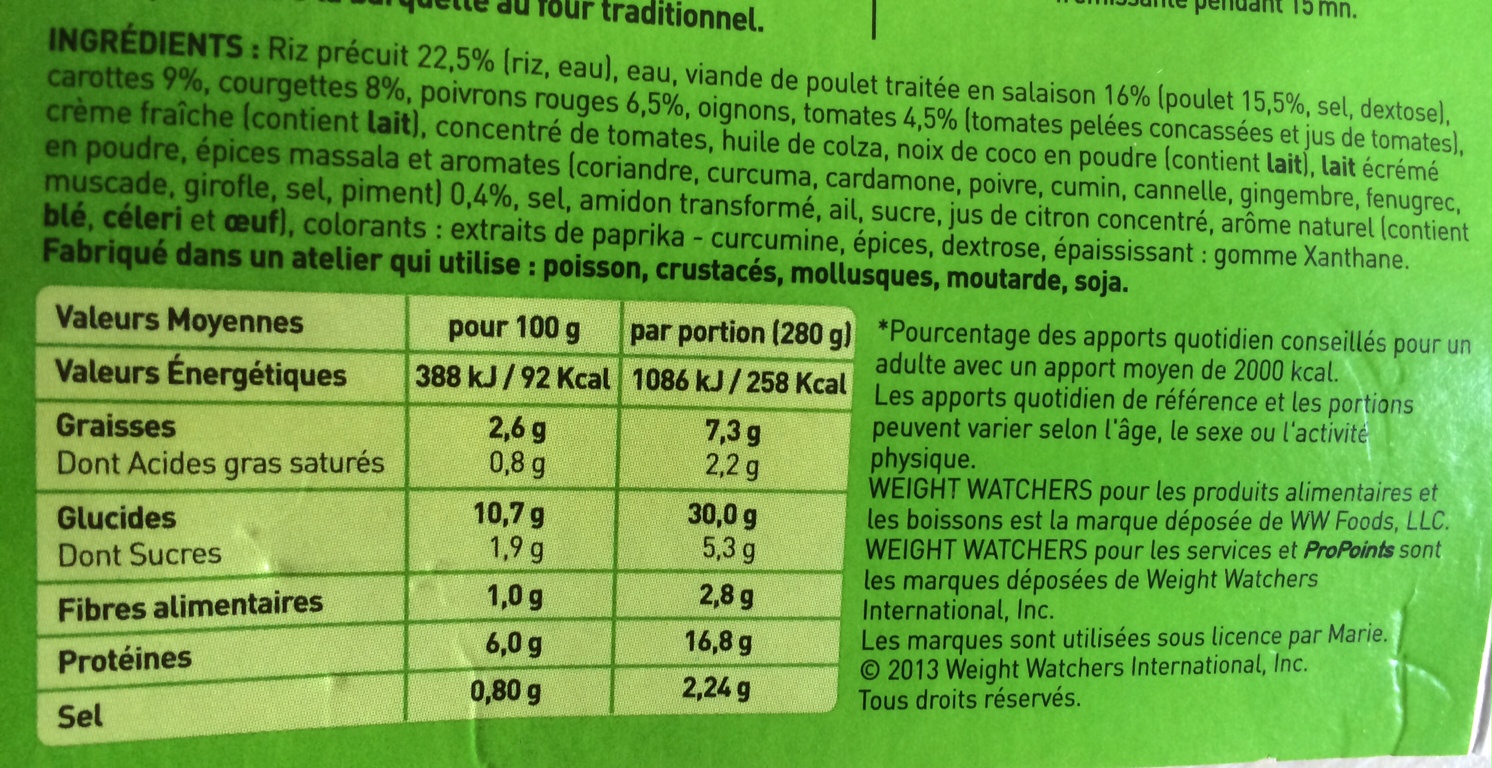 au four traditionnel.
pendant 15 mn.
INGRÉDIENTS : Riz précuit 22,5% (riz, eau), eau, viande de poulet traitée en salaison 16% (poulet 15,5%, sel, dextose),
carottes 9%, courgettes 8%, poivrons rouges 6,5%, oignons, tomates 4,5% (tomates pelées concassées et jus de tomates),
crème fraîche (contient lait), concentré de tomates, huile de colza, noix de coco en poudre (contient lait), lait écrémé
en poudre, épices massala et aromates (coriandre, curcuma, cardamone, poivre, cumin, cannelle, gingembre, fenugrec,
muscade, girofle, sel, piment) 0,4%, sel, amidon transformé, ail, sucre, jus de citron concentré, arôme naturel (contient
blé, céleri et œuf), colorants : extraits de paprika - curcumine, épices, dextrose, épaississant : gomme Xanthane.
Fabriqué dans un atelier qui utilise : poisson, crustacés, mollusques, moutarde, soja.
Valeurs Moyennes pour 100 g par portion (280 g)
Valeurs Énergétiques 388 kJ / 92 Kcal 1086 kJ / 258 Kcal
Graisses 2,6 g 7,3 g
Dont Acides gras saturés 0,8 g 2,2 g
Glucides 10,7 g 30,0 g
Dont Sucres 1,9 g 5,3 g
Fibres alimentaires 1,0 g 2,8 g
Protéines 6,0 g 16,8 g
Sel 0,80 g 2,24 g
*Pourcentage des apports quotidien conseillés pour un
adulte avec un apport moyen de 2000 kcal.
Les apports quotidien de référence et les portions
peuvent varier selon l'âge, le sexe ou l'activité
physique.
WEIGHT WATCHERS pour les produits alimentaires et
les boissons est la marque déposée de WW Foods, LLC.
WEIGHT WATCHERS pour les services et ProPoints sont
les marques déposées de Weight Watchers
International, Inc.
Les marques sont utilisées sous licence par Marie.
© 2013 Weight Watchers International, Inc.
Tous droits réservés.